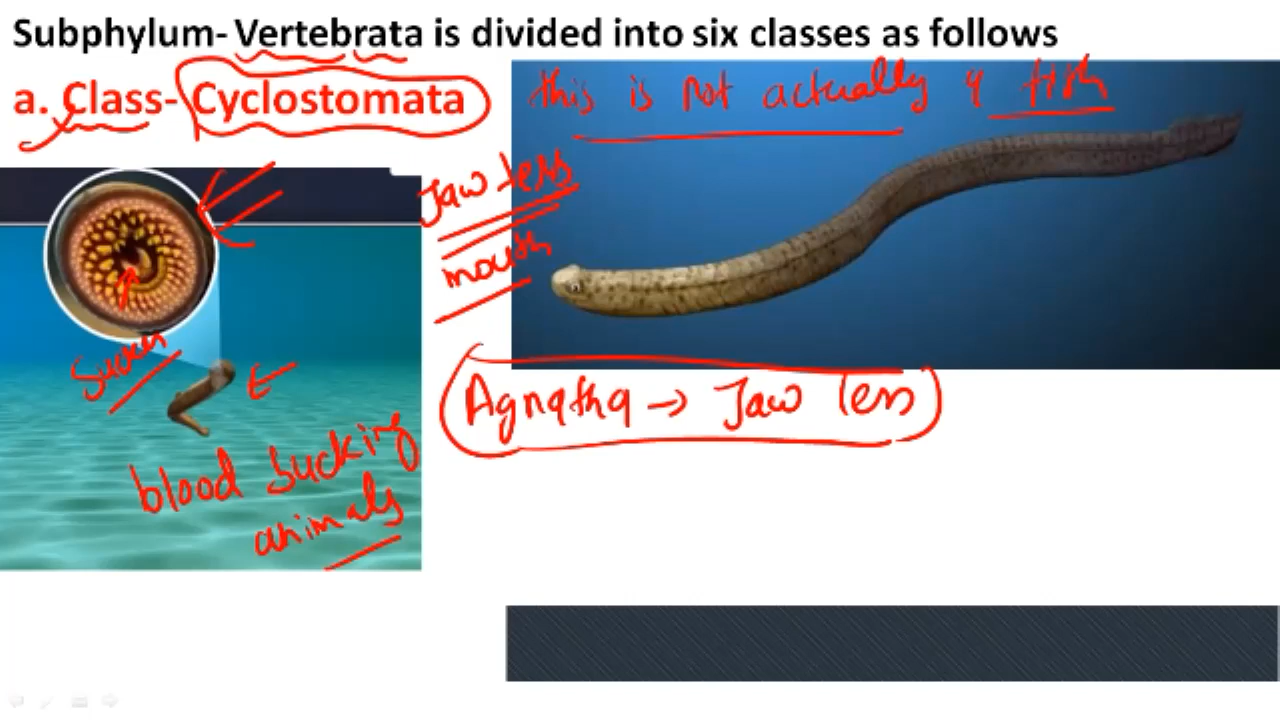 Subphylum- Vertebrata is divided into six classes as follows
a. Class- Cyclostomata
this is not actually a fish
Jaw less
mouth
Sucker
blood sucking
animals
Agnatha → Jaw less